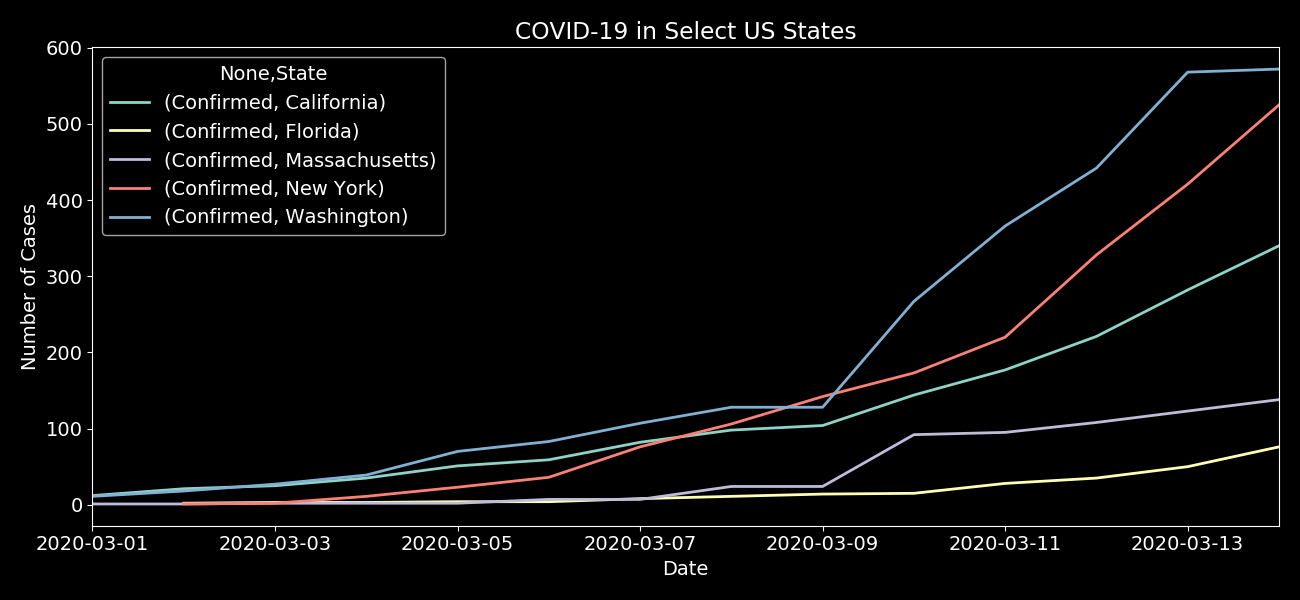 COVID-19 in Select US States
600
500
400
300
200
100
0
Number of Cases
None,State
(Confirmed, California)
(Confirmed, Florida)
(Confirmed, Massachusetts)
(Confirmed, New York)
(Confirmed, Washington)
2020-03-01 2020-03-03 2020-03-05 2020-03-07 2020-03-09 2020-03-11 2020-03-13
Date